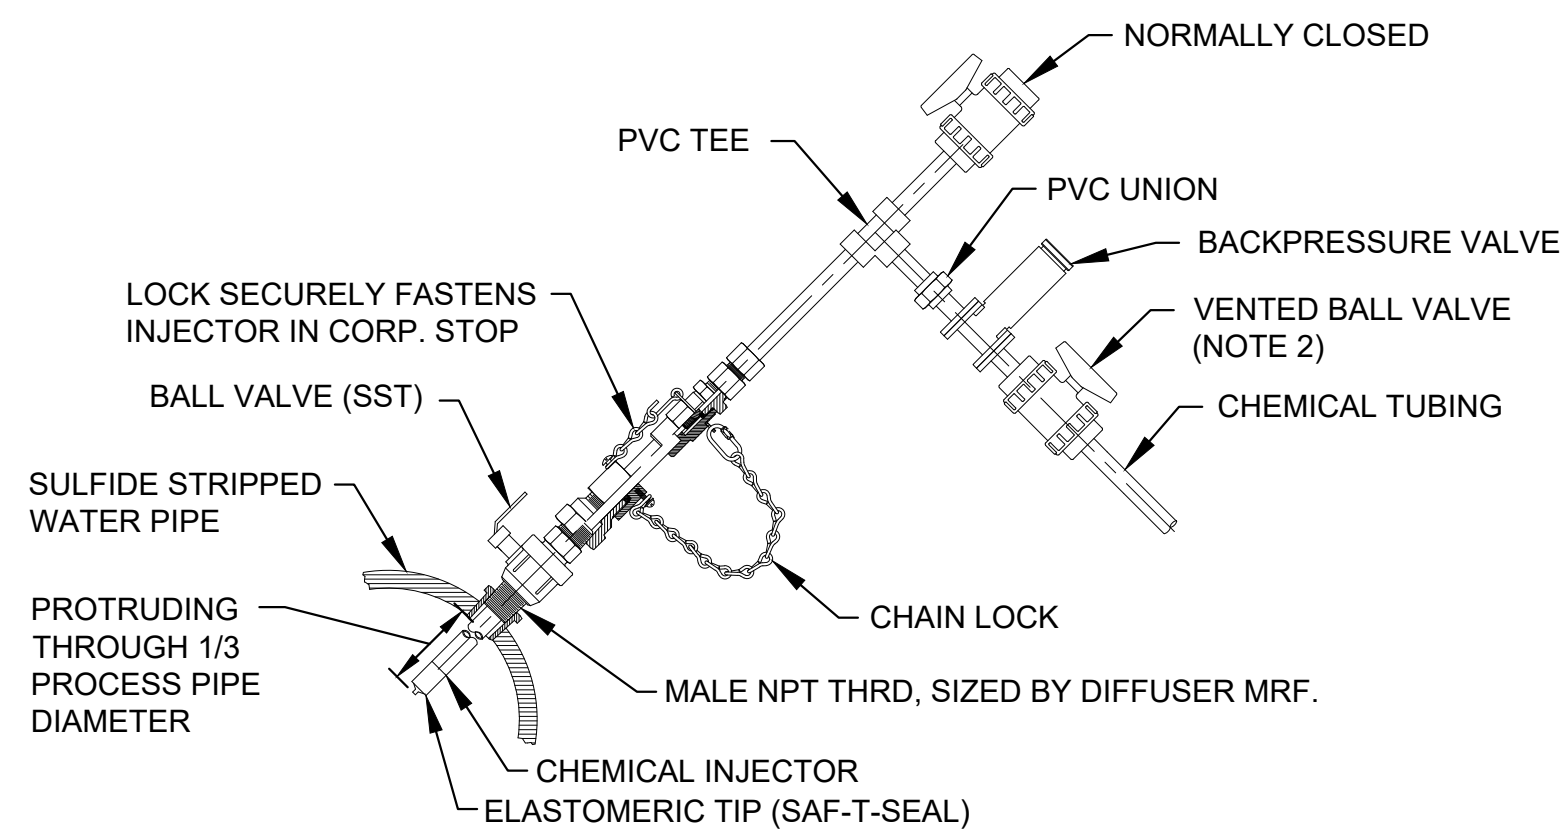 NORMALLY CLOSED
PVC TEE
PVC UNION
BACKPRESSURE VALVE
LOCK SECURELY FASTENS
INJECTOR IN CORP. STOP
VENTED BALL VALVE
(NOTE 2)
BALL VALVE (SST)
CHEMICAL TUBING
SULFIDE STRIPPED
WATER PIPE
PROTRUDING
THROUGH 1/3
PROCESS PIPE
DIAMETER
CHAIN LOCK
MALE NPT THRD, SIZED BY DIFFUSER MRF.
CHEMICAL INJECTOR
ELASTOMERIC TIP (SAF-T-SEAL)